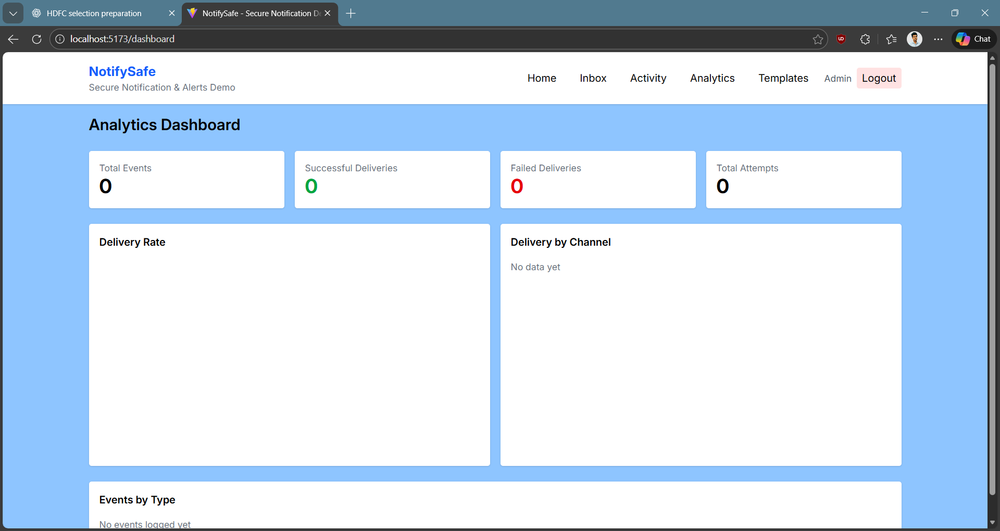 HDFC selection preparation
NotifySafe - Secure Notification De
localhost:5173/dashboard
Chat
NotifySafe
Secure Notification & Alerts Demo
Home
Inbox
Activity
Analytics
Templates
Admin
Logout
Analytics Dashboard
Total Events
0
Successful Deliveries
0
Failed Deliveries
0
Total Attempts
0
Delivery Rate
Delivery by Channel
No data yet
Events by Type
No events logged yet